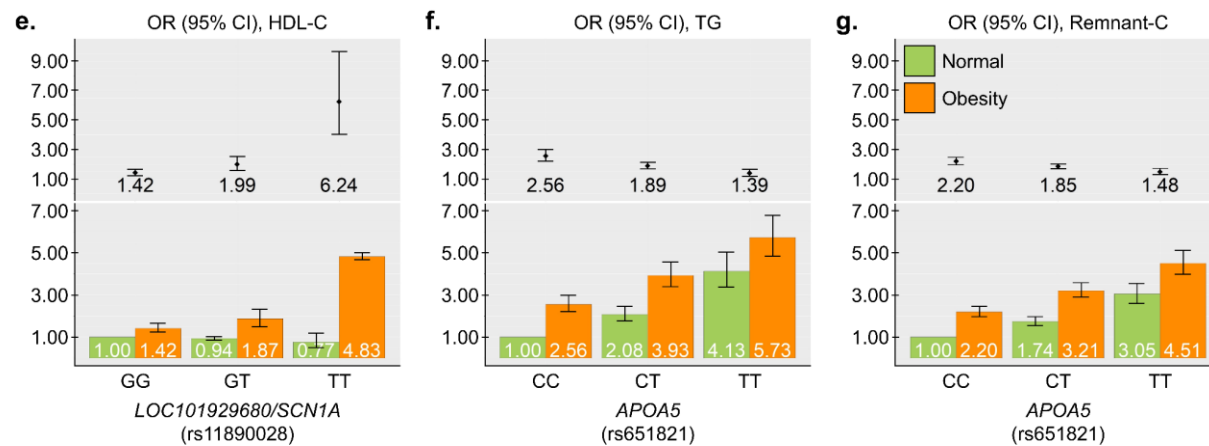 e. OR (95% CI), HDL-C
9.00
7.00
5.00
3.00
1.00
1.42 1.99 6.24
7.00
5.00
3.00
1.00
1.00 1.42 0.94 1.87 0.77 4.83
GG GT TT
LOC101929680/SCN1A
(rs11890028)
f. OR (95% CI), TG
9.00
7.00
5.00
3.00
1.00
2.56 1.89 1.39
7.00
5.00
3.00
1.00
1.00 2.56 2.08 3.93 4.13 5.73
CC CT TT
APOA5
(rs651821)
g. OR (95% CI), Remnant-C
Normal
Obesity
9.00
7.00
5.00
3.00
1.00
2.20 1.85 1.48
7.00
5.00
3.00
1.00
1.00 2.20 1.74 3.21 3.05 4.51
CC CT TT
APOA5
(rs651821)